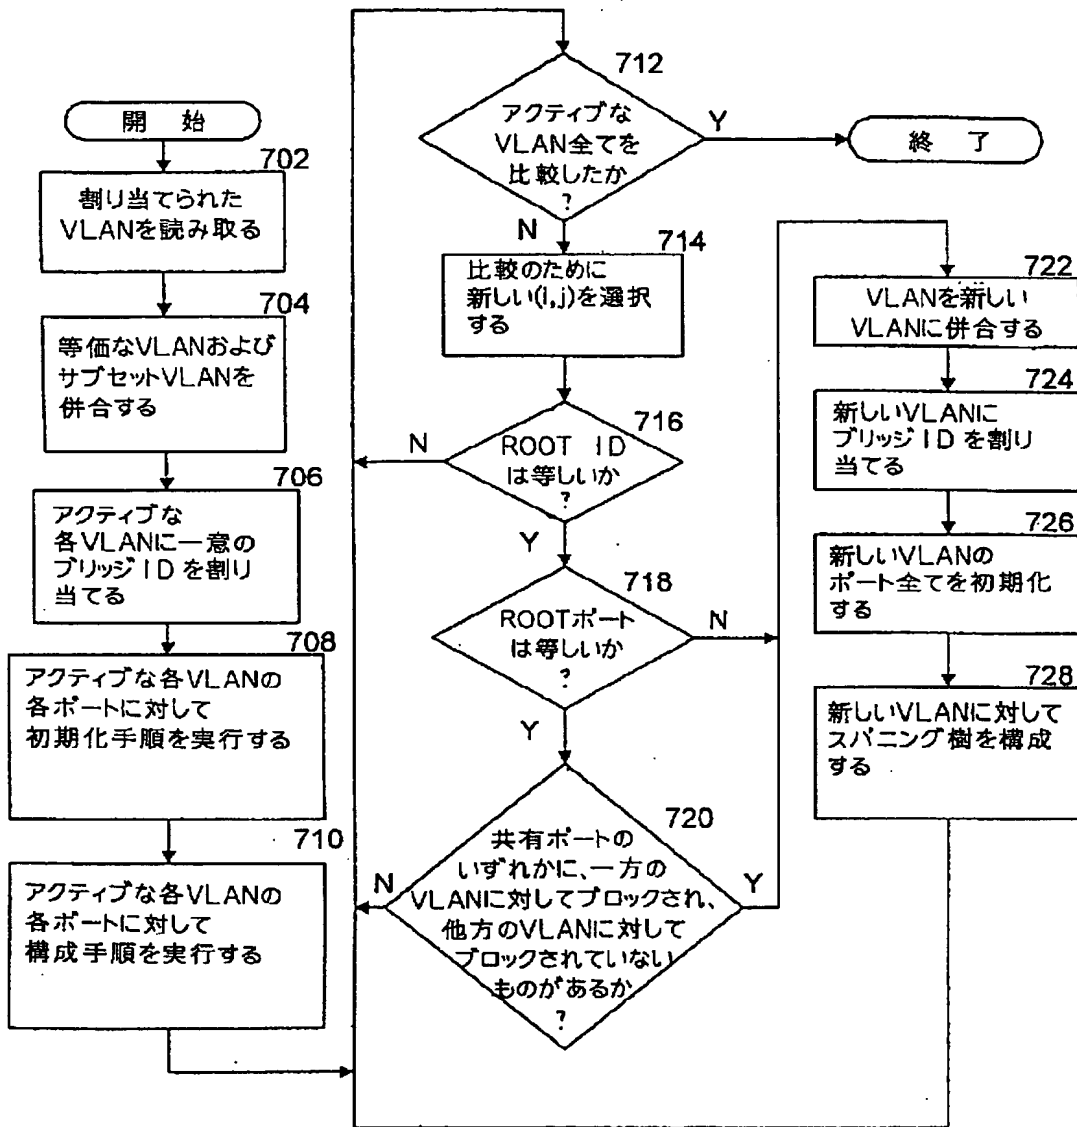 開 始
702
割り当てられた
VLANを読み取る
704
等価なVLANおよび
サブセットVLANを
併合する
706
アクティブな
各VLANに一意の
ブリッジIDを割り
当てる
708
アクティブな各VLANの
各ポートに対して
初期化手順を実行する
710
アクティブな各VLANの
各ポートに対して
構成手順を実行する
712
アクティブな
VLAN全てを
比較したか
?
Y
終 了
N
714
比較のために
新しい(I,j)を選択
する
716
N
ROOT ID
は等しいか
?
Y
718
ROOTポート
は等しいか
?
N
Y
720
共有ポートの
いずれかに、一方の
VLANに対してブロックされ、
他方のVLANに対して
ブロックされていない
ものがあるか
?
N
Y
722
VLANを新しい
VLANに併合する
724
新しいVLANに
ブリッジIDを割り
当てる
726
新しいVLANの
ポート全てを初期化
する
728
新しいVLANに対して
スパニング樹を構成
する